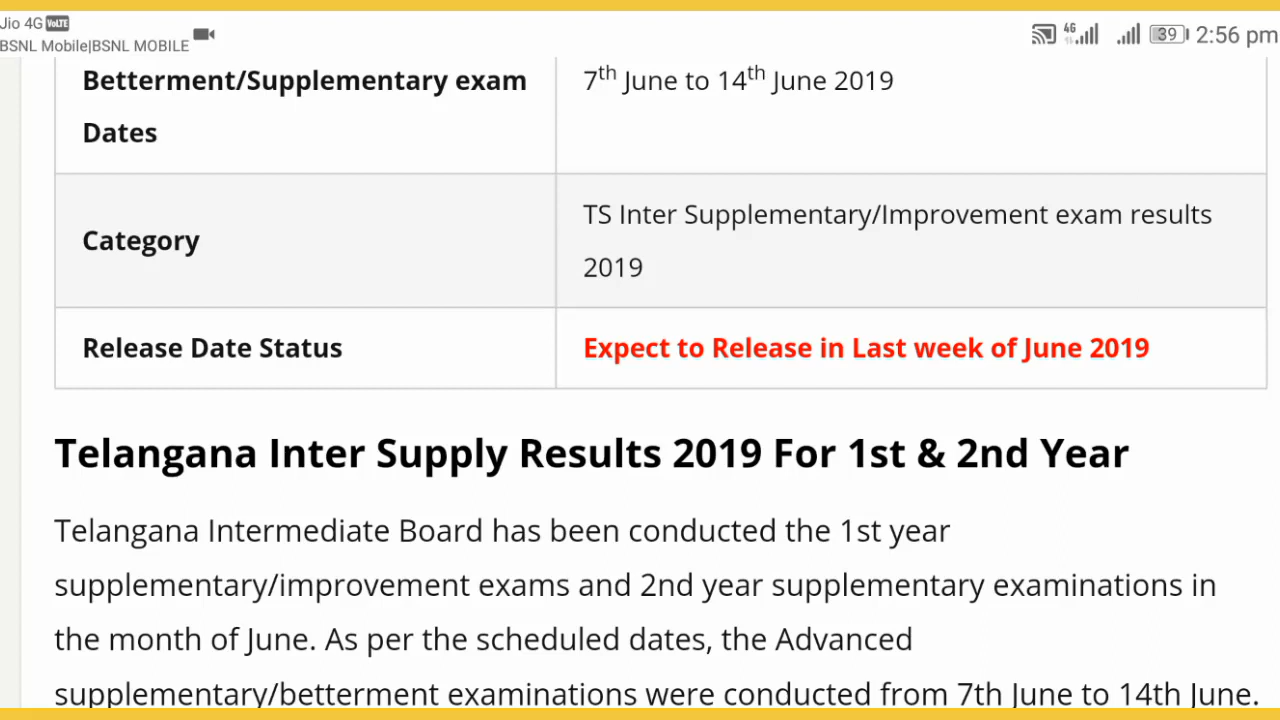 Jio 4G VoLTE
BSNL Mobile|BSNL MOBILE
4G 39 2:56 pm
Betterment/Supplementary exam
Dates
7th June to 14th June 2019
Category
TS Inter Supplementary/Improvement exam results
2019
Release Date Status
Expect to Release in Last week of June 2019
Telangana Inter Supply Results 2019 For 1st & 2nd Year
Telangana Intermediate Board has been conducted the 1st year
supplementary/improvement exams and 2nd year supplementary examinations in
the month of June. As per the scheduled dates, the Advanced
supplementary/betterment examinations were conducted from 7th June to 14th June.